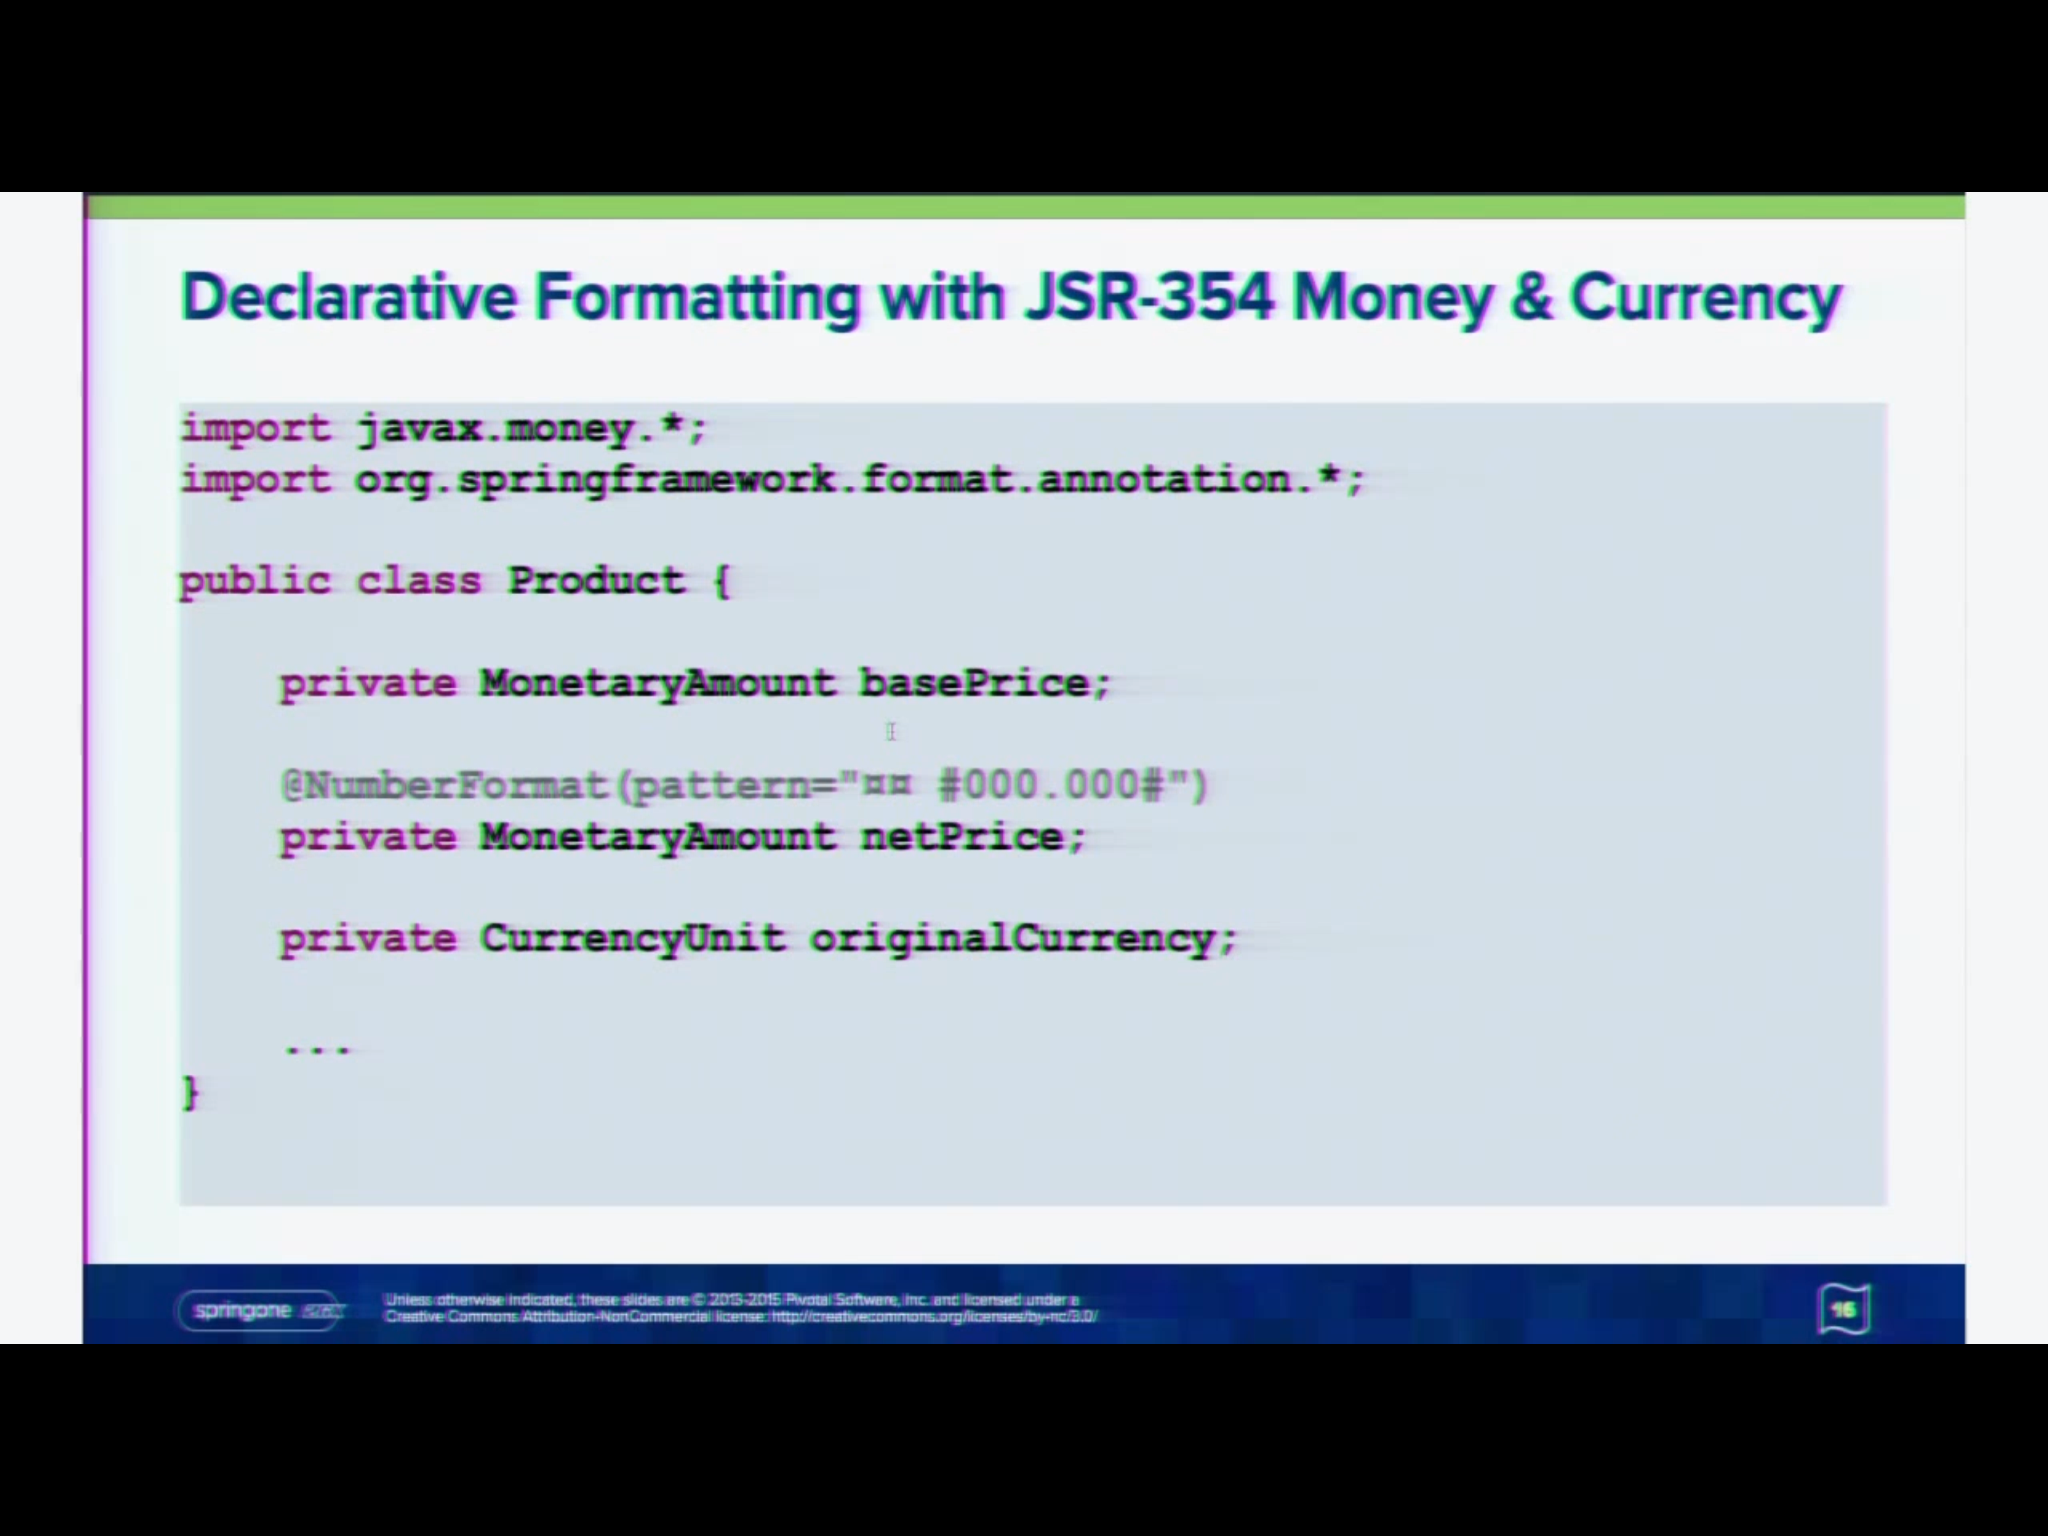 Declarative Formatting with JSR-354 Money & Currency
import javax.money.*;
import org.springframework.format.annotation.*;
public class Product {
private MonetaryAmount basePrice;
@NumberFormat(pattern="¤¤ #000.000#")
private MonetaryAmount netPrice;
private CurrencyUnit originalCurrency;
...
}
springone
Unless otherwise indicated, these slides are © 2013-2015 Pivotal Software, Inc. and licensed under a
Creative Commons Attribution-NonCommercial license: http://creativecommons.org/licenses/by-nc/3.0/
16